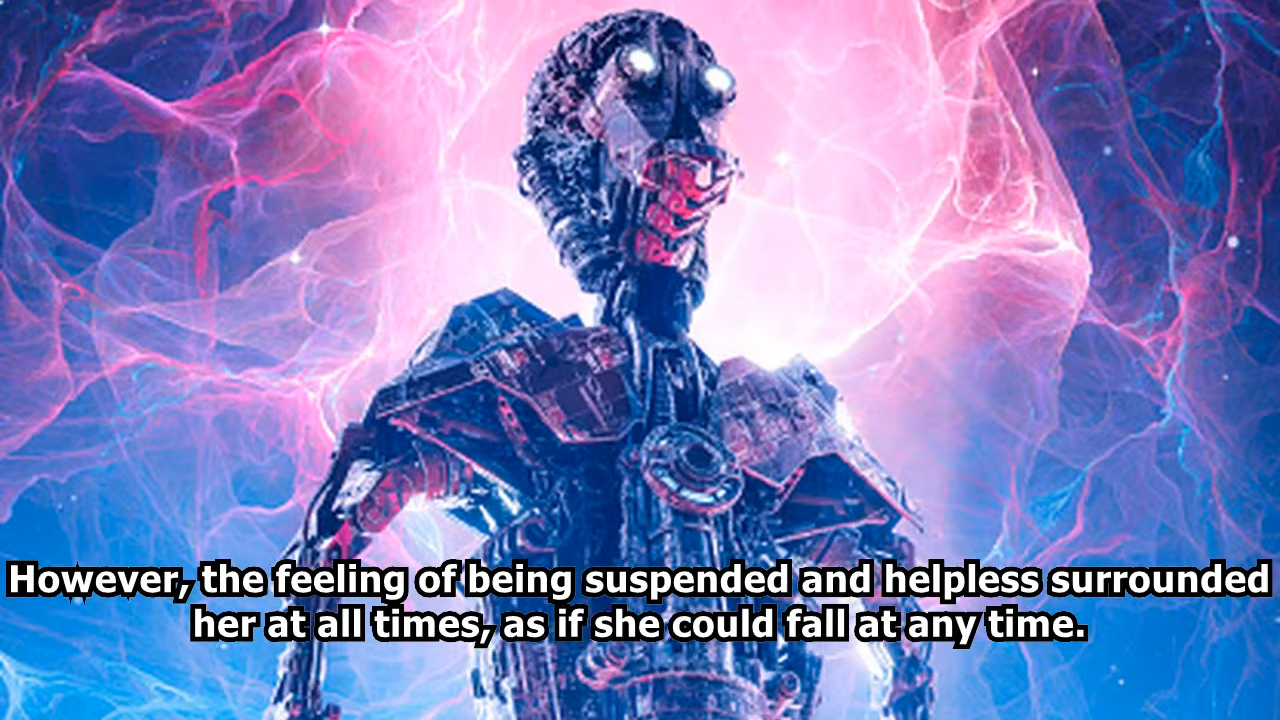 However, the feeling of being suspended and helpless surrounded
her at all times, as if she could fall at any time.